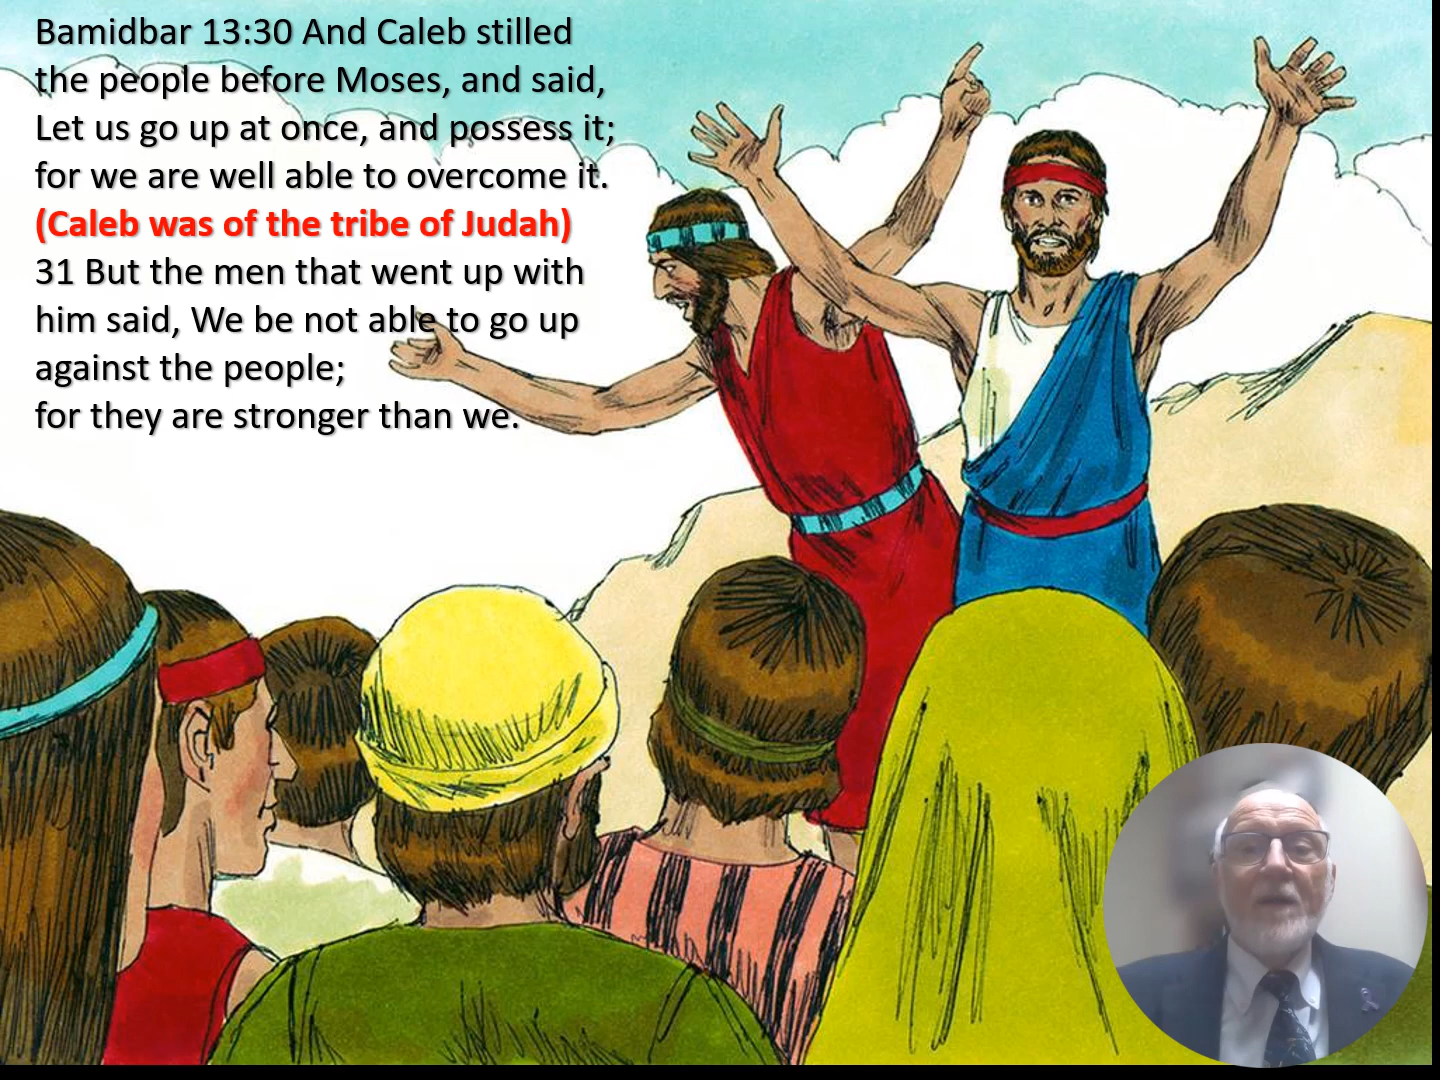 Bamidbar 13:30 And Caleb stilled
the people before Moses, and said,
Let us go up at once, and possess it;
for we are well able to overcome it.
(Caleb was of the tribe of Judah)
31 But the men that went up with
him said, We be not able to go up
against the people;
for they are stronger than we.